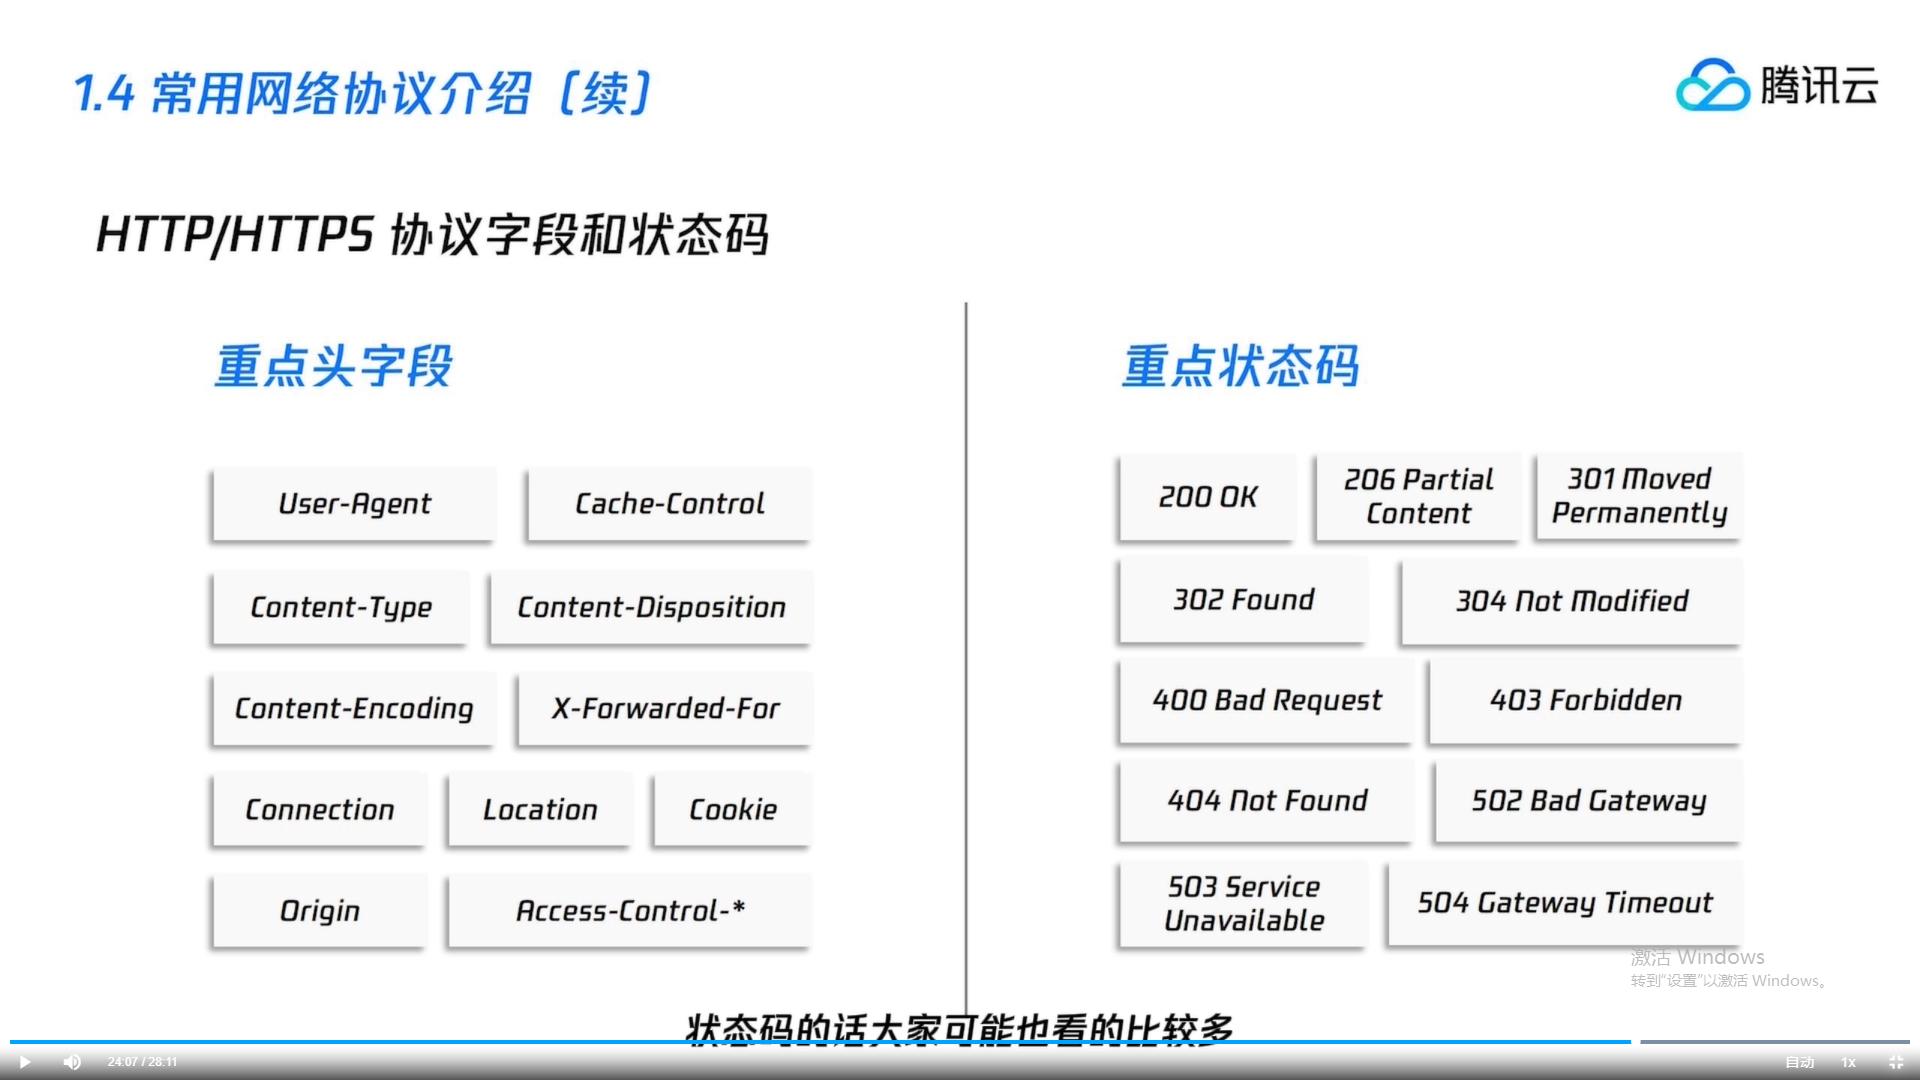 1.4 常用网络协议介绍（续）
腾讯云
HTTP/HTTPS 协议字段和状态码
重点头字段
User-Agent
Cache-Control
Content-Type
Content-Disposition
Content-Encoding
X-Forwarded-For
Connection
Location
Cookie
Origin
Access-Control-*
重点状态码
200 OK
206 Partial
Content
301 Moved
Permanently
302 Found
304 Not Modified
400 Bad Request
403 Forbidden
404 Not Found
502 Bad Gateway
503 Service
Unavailable
504 Gateway Timeout
激活 Windows
转到“设置”以激活 Windows。
状态码的话大家可能也看的比较多
24:07 / 28:11
自动
1x